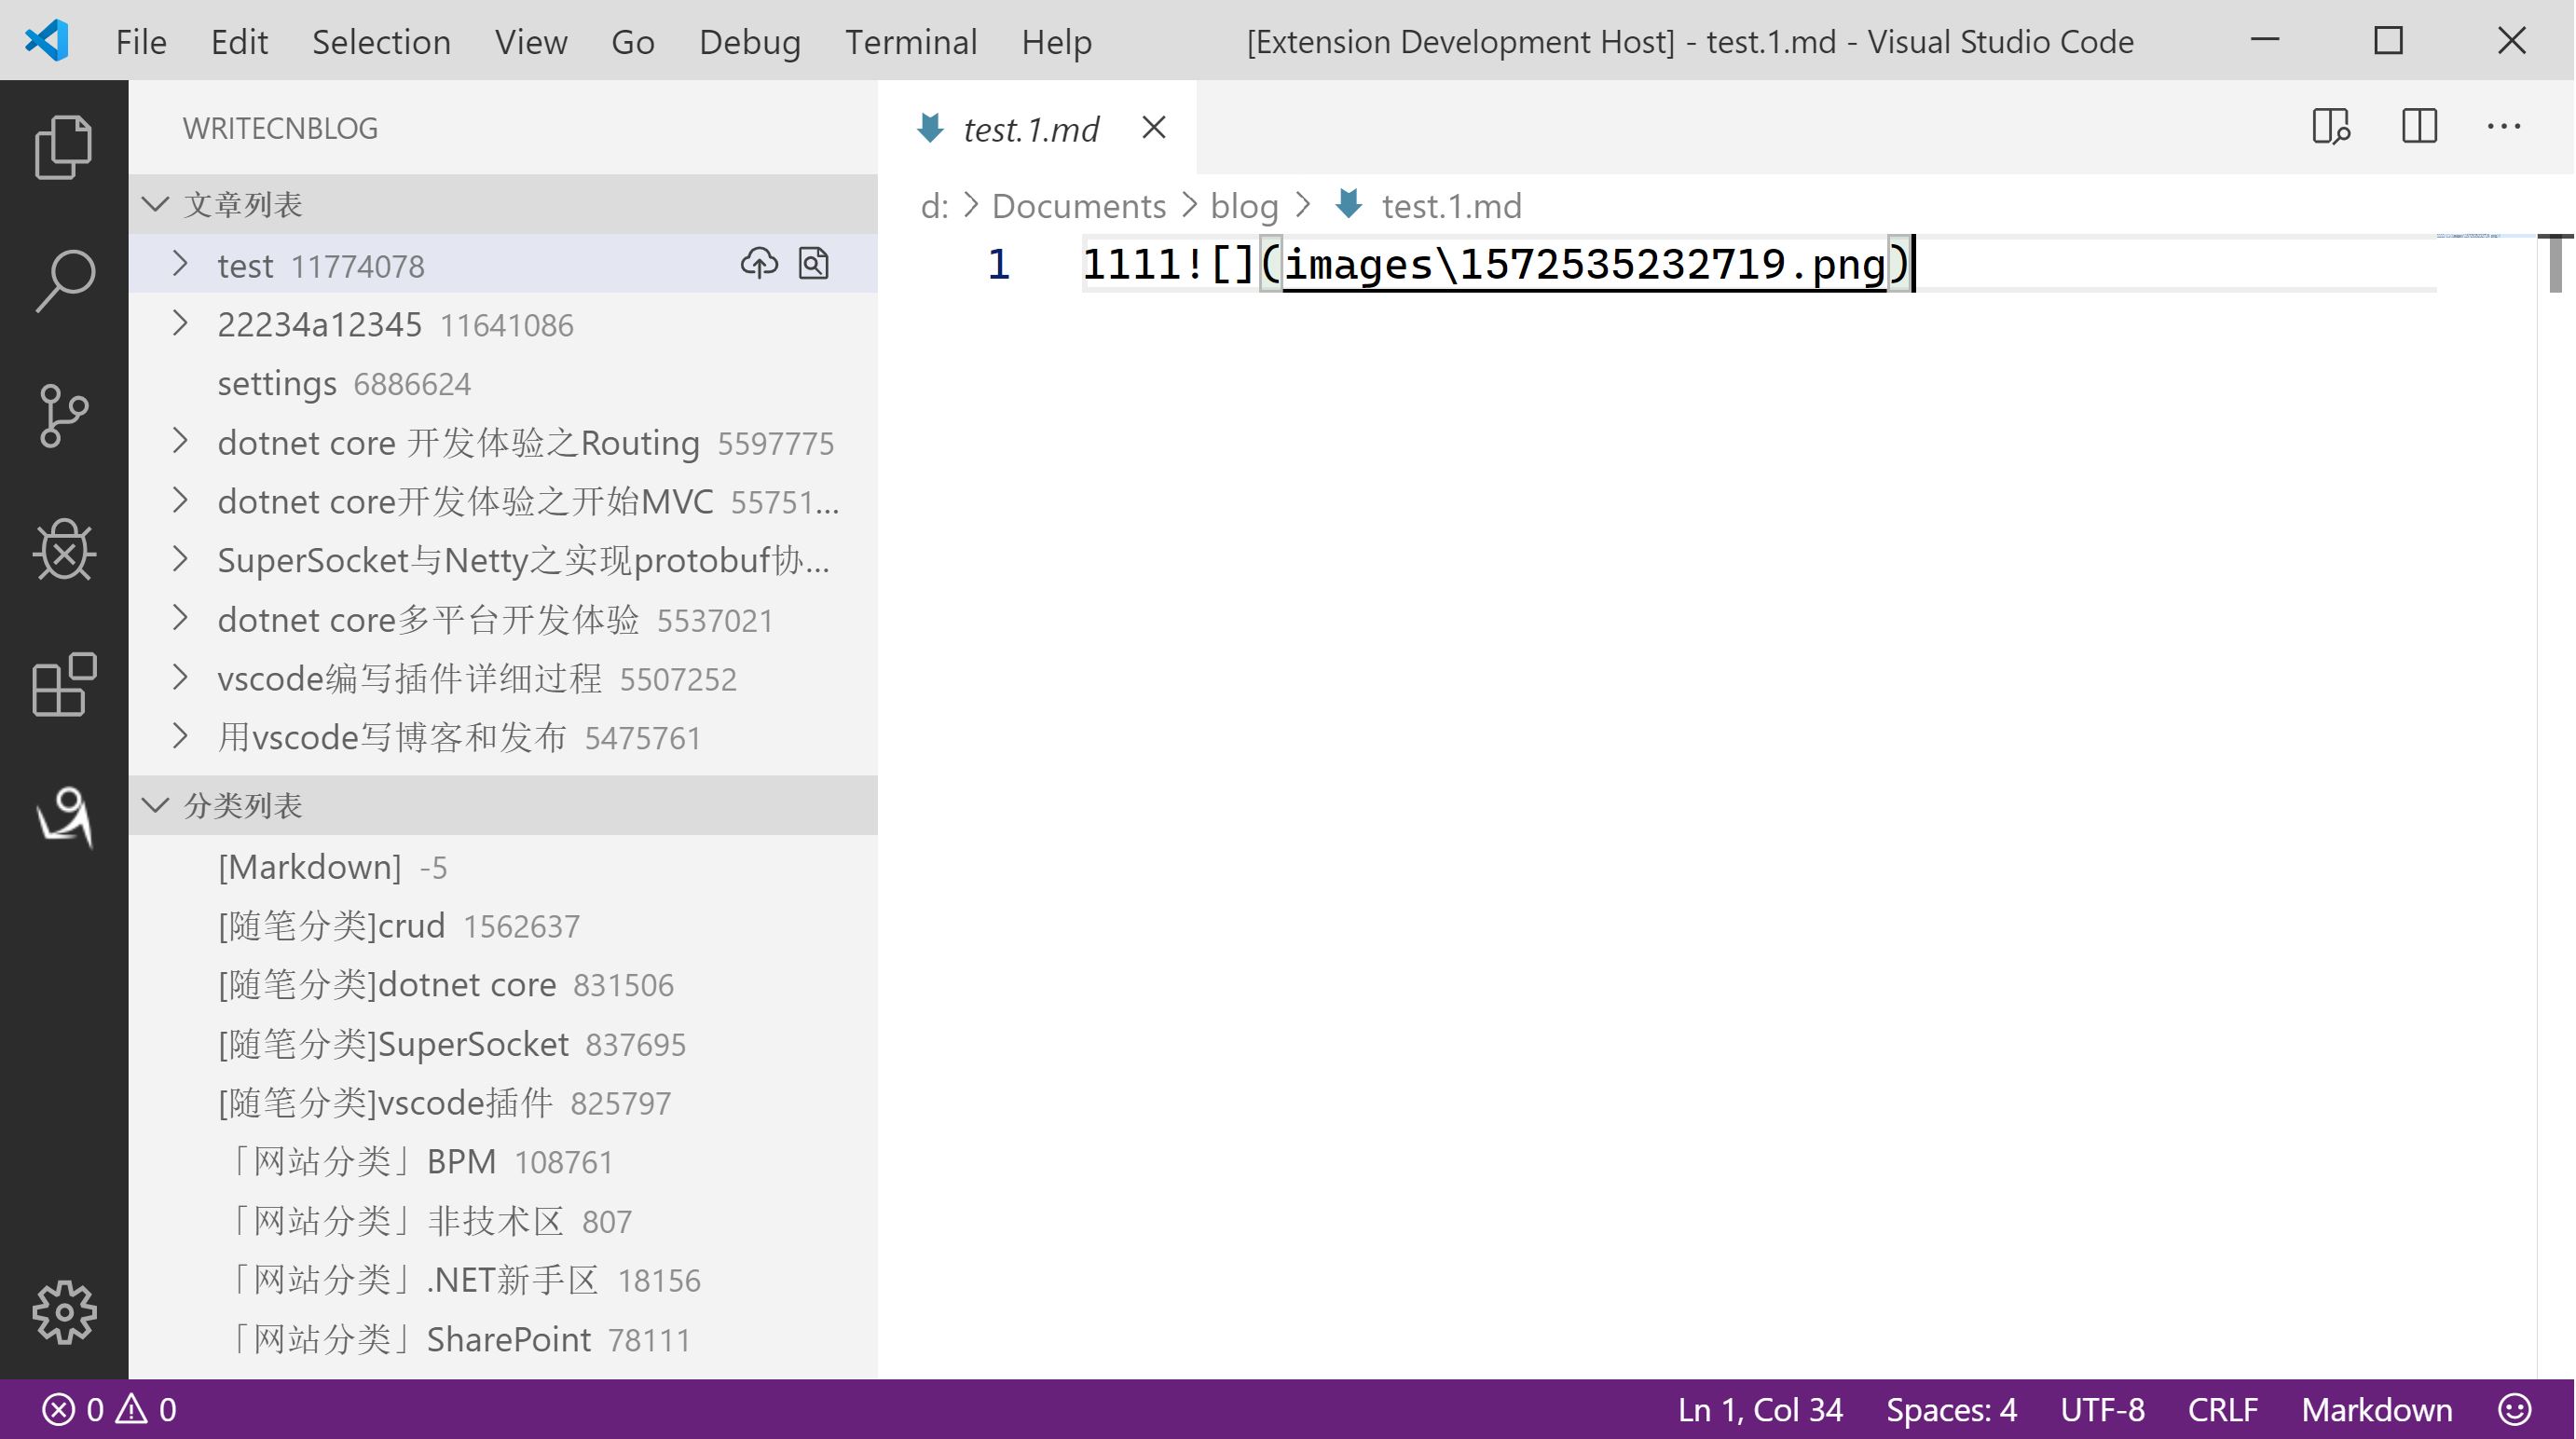 File Edit Selection View Go Debug Terminal Help [Extension Development Host] - test.1.md - Visual Studio Code
WRITECNBLOG
test.1.md
文章列表
d: > Documents > blog > test.1.md
test 11774078
1 1111![](images\1572535232719.png)
22234a12345 11641086
settings 6886624
dotnet core 开发体验之Routing 5597775
dotnet core开发体验之开始MVC 55751...
SuperSocket与Netty之实现protobuf协...
dotnet core多平台开发体验 5537021
vscode编写插件详细过程 5507252
用vscode写博客和发布 5475761
分类列表
[Markdown] -5
[随笔分类]crud 1562637
[随笔分类]dotnet core 831506
[随笔分类]SuperSocket 837695
[随笔分类]vscode插件 825797
「网站分类」BPM 108761
「网站分类」非技术区 807
「网站分类」.NET新手区 18156
「网站分类」SharePoint 78111
0 0 Ln 1, Col 34 Spaces: 4 UTF-8 CRLF Markdown